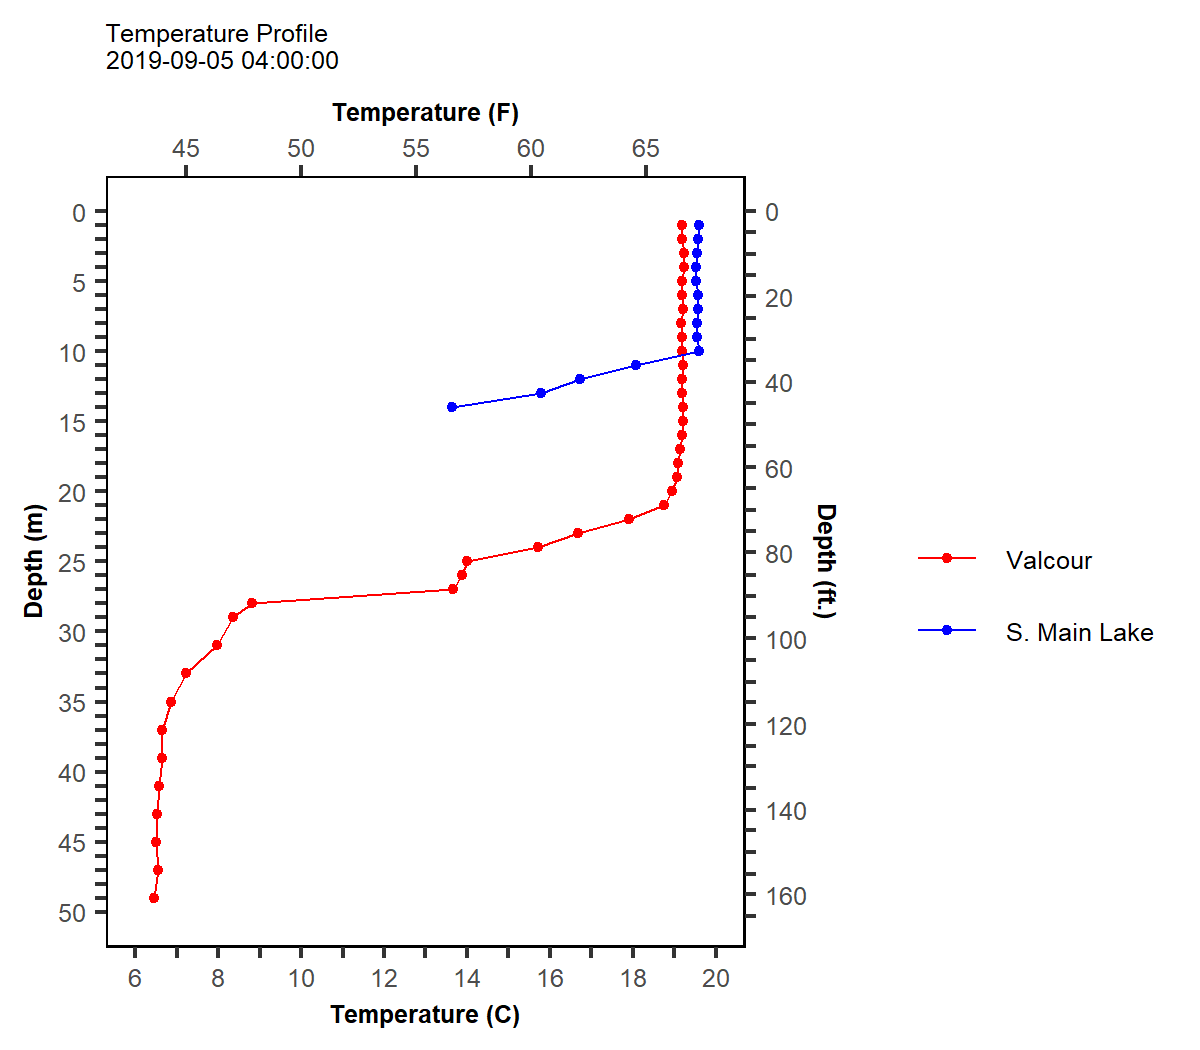 Temperature Profile
2019-09-05 04:00:00
Temperature (F)
45 50 55 60 65
0
5
10
15
20
25
30
35
40
45
50
Depth (m)
0
20
40
60
80
100
120
140
160
Depth (ft.)
Valcour
S. Main Lake
6 8 10 12 14 16 18 20
Temperature (C)